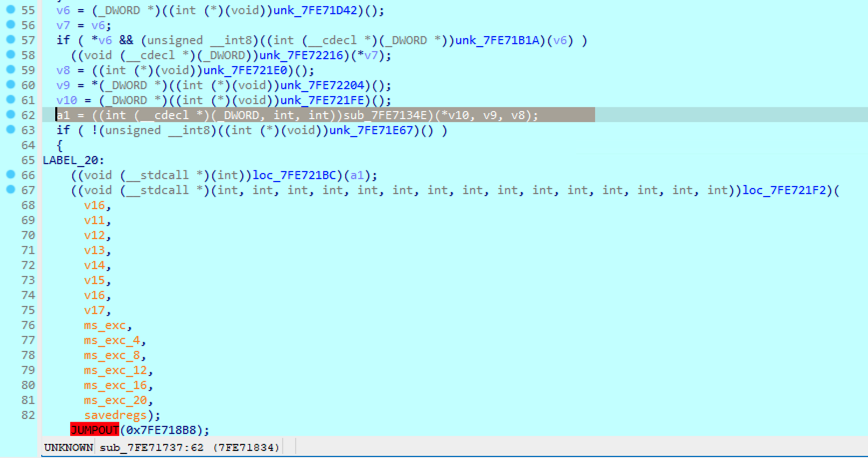 55 v6 = (_DWORD *)((int (*)(void))unk_7FE71D42)();
56 v7 = v6;
57 if ( *v6 && (unsigned __int8)((int (__cdecl *)(_DWORD *))unk_7FE71B1A)(v6) )
58 ((void (__cdecl *)(_DWORD))unk_7FE72216)(*v7);
59 v8 = ((int (*)(void))unk_7FE721E0)();
60 v9 = *(_DWORD *)((int (*)(void))unk_7FE72204)();
61 v10 = (_DWORD *)((int (*)(void))unk_7FE721FE)();
62 a1 = ((int (__cdecl *)(_DWORD, int, int))sub_7FE7134E)(*v10, v9, v8);
63 if ( !(unsigned __int8)((int (*)(void))unk_7FE71E67)() )
64 {
65 LABEL_20:
66 ((void (__stdcall *)(int))loc_7FE721BC)(a1);
67 ((void (__stdcall *)(int, int, int, int, int, int, int, int, int, int, int, int, int, int, int))loc_7FE721F2)(
68 v16,
69 v11,
70 v12,
71 v13,
72 v14,
73 v15,
74 v16,
75 v17,
76 ms_exc,
77 ms_exc_4,
78 ms_exc_8,
79 ms_exc_12,
80 ms_exc_16,
81 ms_exc_20,
82 savedregs);
JUMPOUT(0x7FE718B8);
UNKNOWN sub_7FE71737:62 (7FE71834)